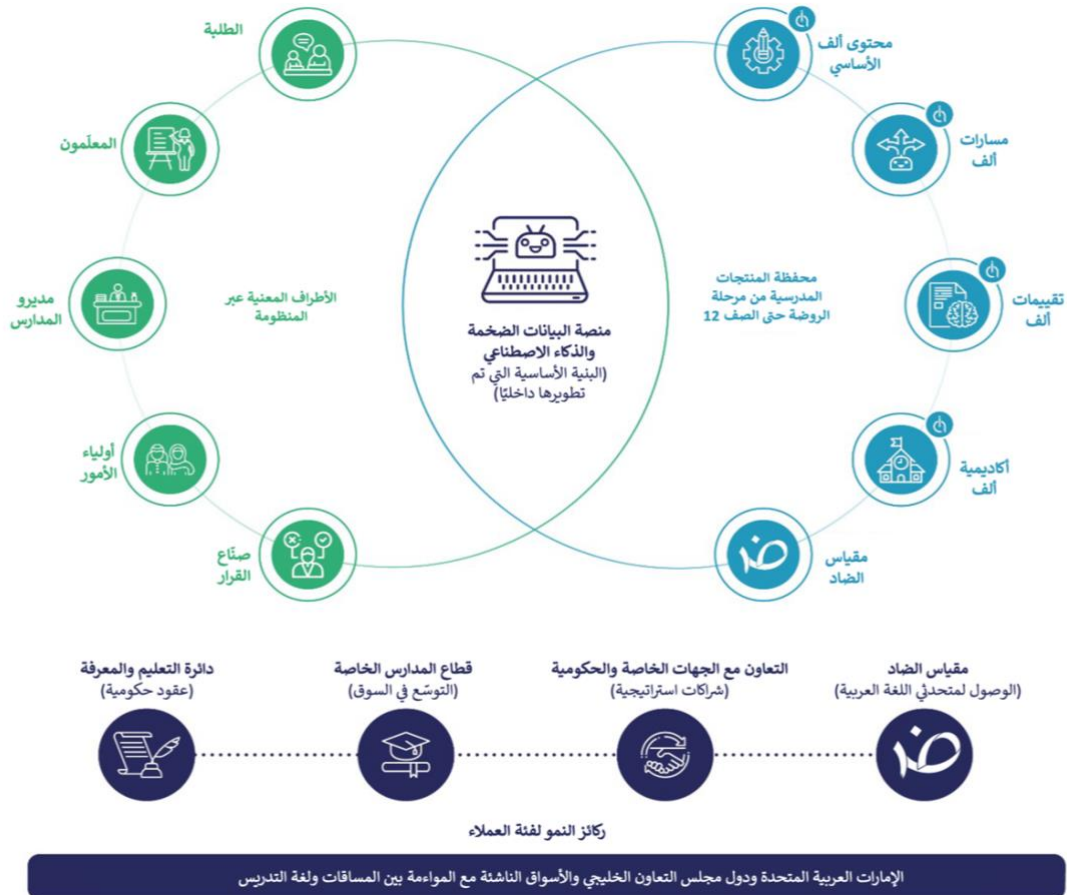 محتوى ألف
الأساسي
مسارات
ألف
تقييمات
ألف
أكاديمية
ألف
مقياس
الضاد
ض
محفظة المنتجات
المدرسية من مرحلة
الروضة حتى الصف 12
منصة البيانات الضخمة
والذكاء الاصطناعي
(البنية الأساسية التي تم
تطويرها داخليًا)
الأطراف المعنية عبر
المنظومة
الطلبة
المعلّمون
مديرو
المدارس
أولياء
الأمور
صنّاع
القرار
مقياس الضاد
(الوصول لمتحدثي اللغة العربية)
ض
التعاون مع الجهات الخاصة والحكومية
(شراكات استراتيجية)
قطاع المدارس الخاصة
(التوسّع في السوق)
دائرة التعليم والمعرفة
(عقود حكومية)
ركائز النمو لفئة العملاء
الإمارات العربية المتحدة ودول مجلس التعاون الخليجي والأسواق الناشئة مع المواءمة بين المساقات ولغة التدريس